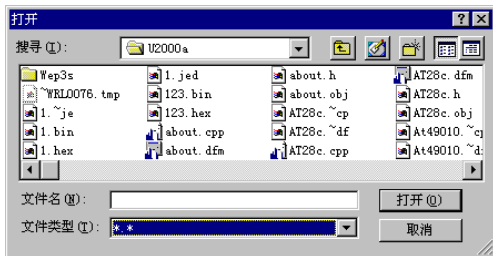 打开
搜寻(I): U2000a
Wep3s 1.jed about.h AT28c.dfm
~WRL0076.tmp 123.bin about.obj AT28c.h
1.~je 123.hex AT28c.~cp AT28c.obj
1.bin about.cpp AT28c.~df At49010.~cp
1.hex about.dfm AT28c.cpp At49010.~d
文件名(N): 打开(O)
文件类型(T): *.* 取消